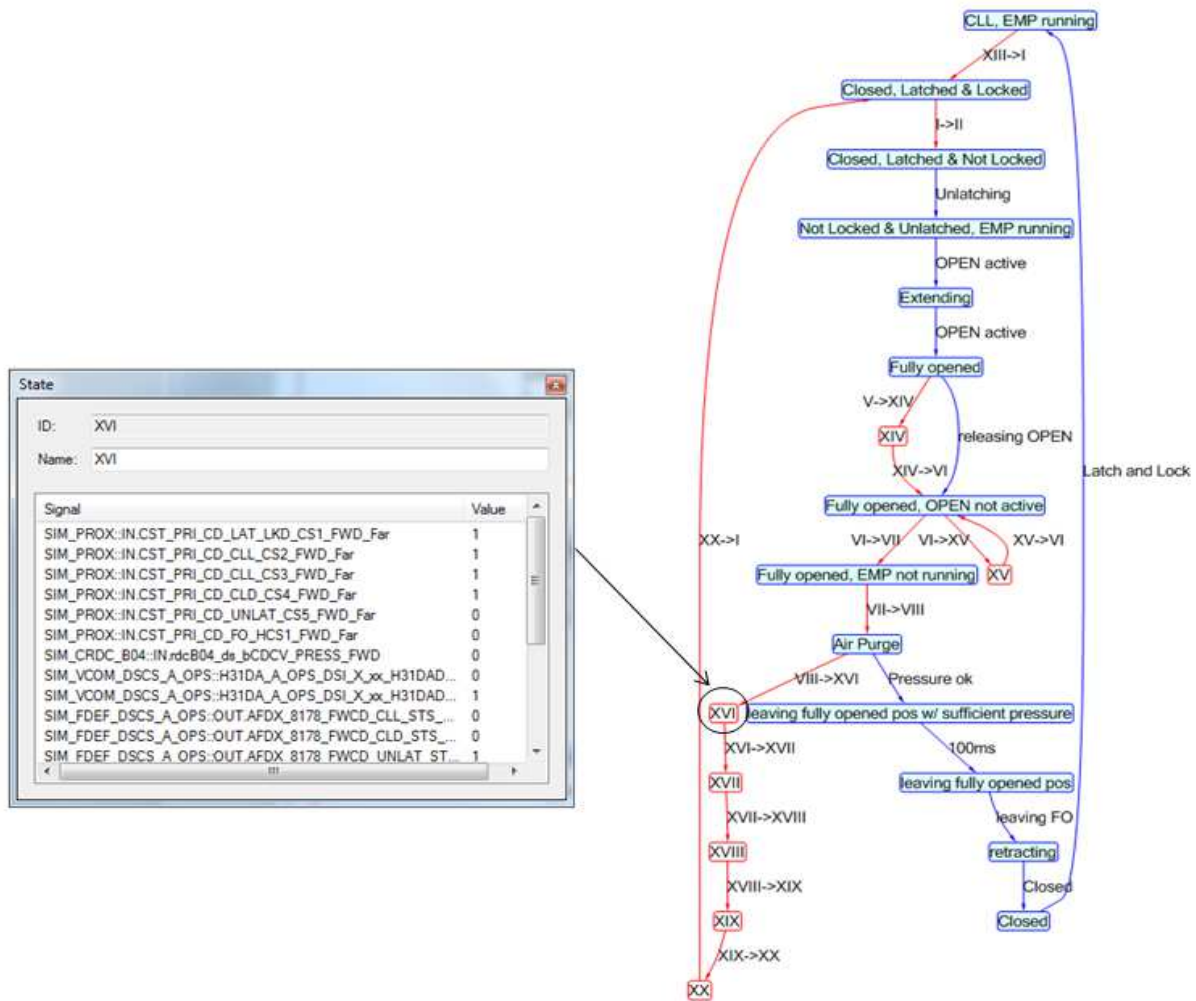 CLL, EMP running
XIII->I
Closed, Latched & Locked
I->II
Closed, Latched & Not Locked
Unlatching
Not Locked & Unlatched, EMP running
OPEN active
Extending
OPEN active
Fully opened
V->XIV
XIV
releasing OPEN
XIV->VI
Latch and Lock
Fully opened, OPEN not active
XX->I
VI->VII
VI->XV
XV->VI
Fully opened, EMP not running
XV
VII->VIII
Air Purge
VIII->XVI
Pressure ok
XVI
leaving fully opened pos w/ sufficient pressure
XVI->XVII
100ms
XVII
leaving fully opened pos
XVII->XVIII
leaving FO
XVIII
retracting
XVIII->XIX
Closed
XIX
Closed
XIX->XX
XX
State
ID: XVI
Name: XVI
Signal Value
SIM_PROX::IN.CST_PRI_CD_LAT_LKD_CS1_FWD_Far 1
SIM_PROX::IN.CST_PRI_CD_CLL_CS2_FWD_Far 1
SIM_PROX::IN.CST_PRI_CD_CLL_CS3_FWD_Far 1
SIM_PROX::IN.CST_PRI_CD_CLD_CS4_FWD_Far 1
SIM_PROX::IN.CST_PRI_CD_UNLAT_CS5_FWD_Far 0
SIM_PROX::IN.CST_PRI_CD_FO_HCS1_FWD_Far 0
SIM_CRDC_B04::IN.rdcB04_ds_bCDCV_PRESS_FWD 0
SIM_VCOM_DSCS_A_OPS::H31DA_A_OPS_DSI_X_xx_H31DAD... 0
SIM_VCOM_DSCS_A_OPS::H31DA_A_OPS_DSI_X_xx_H31DAD... 1
SIM_FDEF_DSCS_A_OPS::OUT.AFDX_8178_FWCD_CLL_STS_... 0
SIM_FDEF_DSCS_A_OPS::OUT.AFDX_8178_FWCD_CLD_STS_... 0
SIM_FDEF_DSCS_A_OPS::OUT.AFDX_8178_FWCD_UNLAT_ST... 1